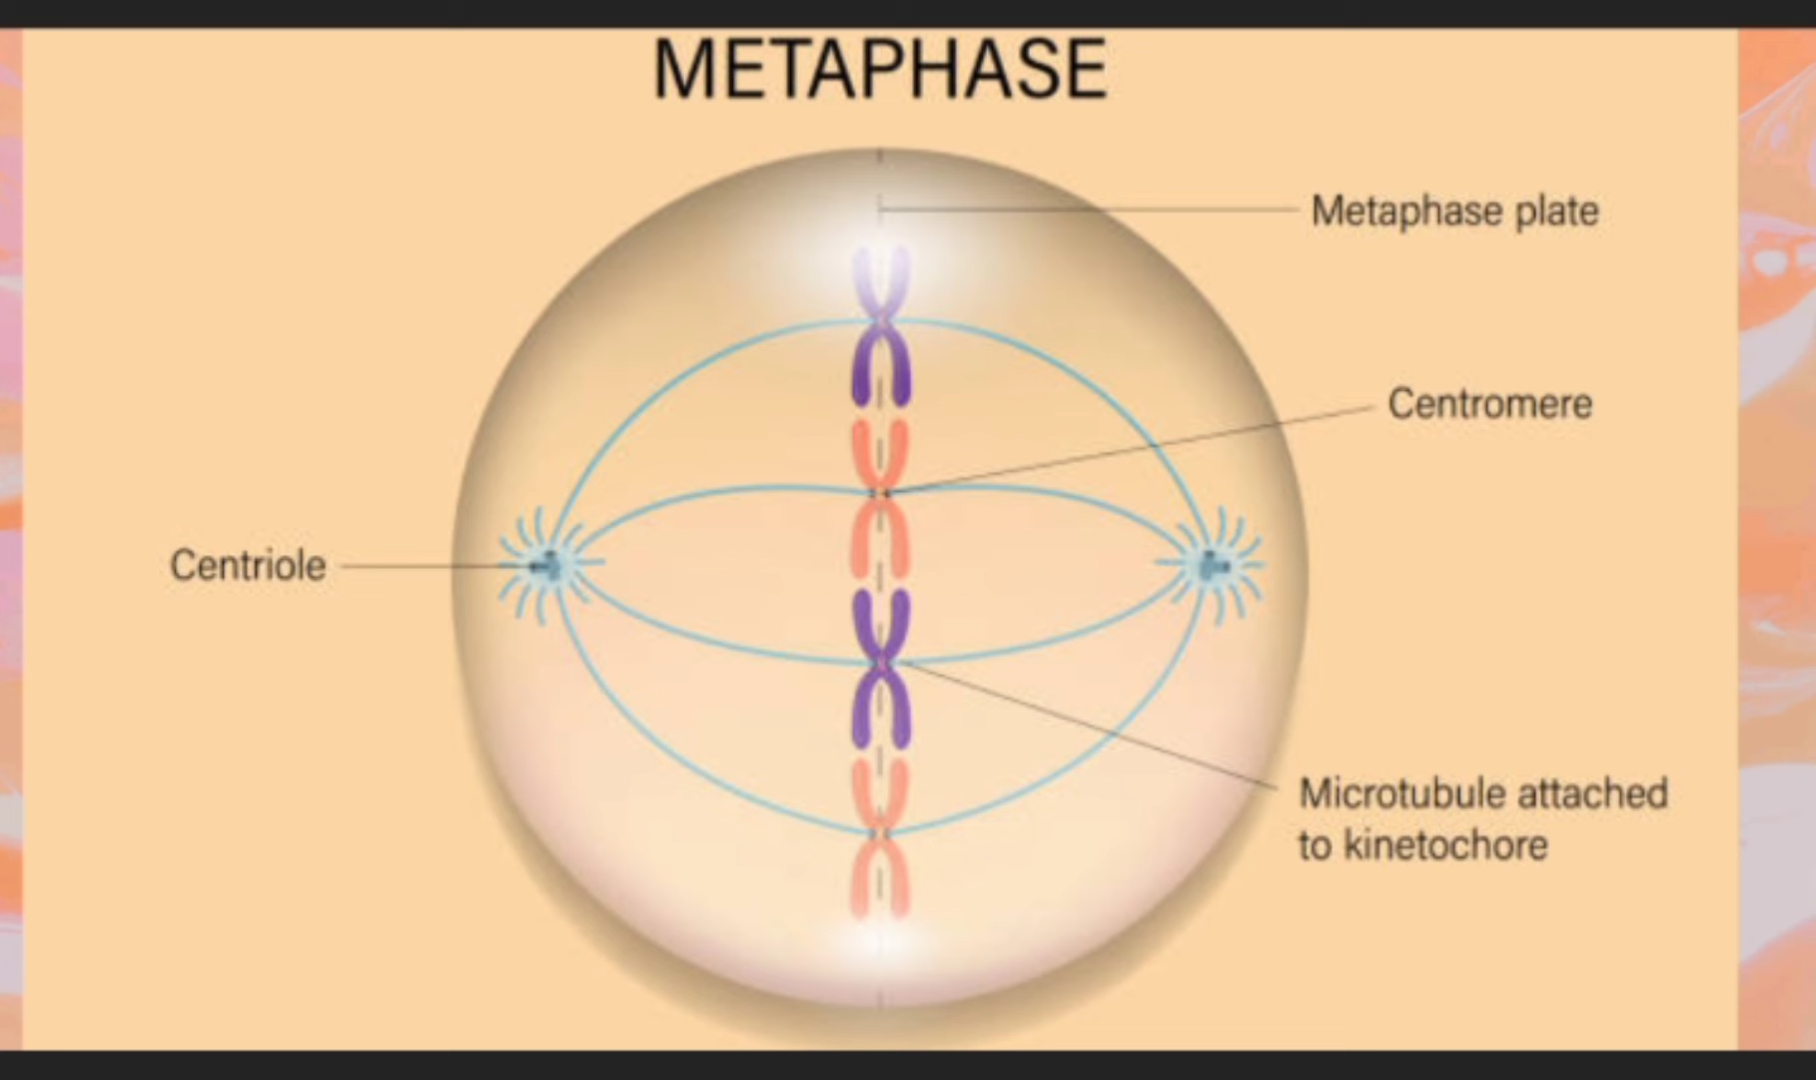 METAPHASE
Metaphase plate
Centromere
Centriole
Microtubule attached
to kinetochore